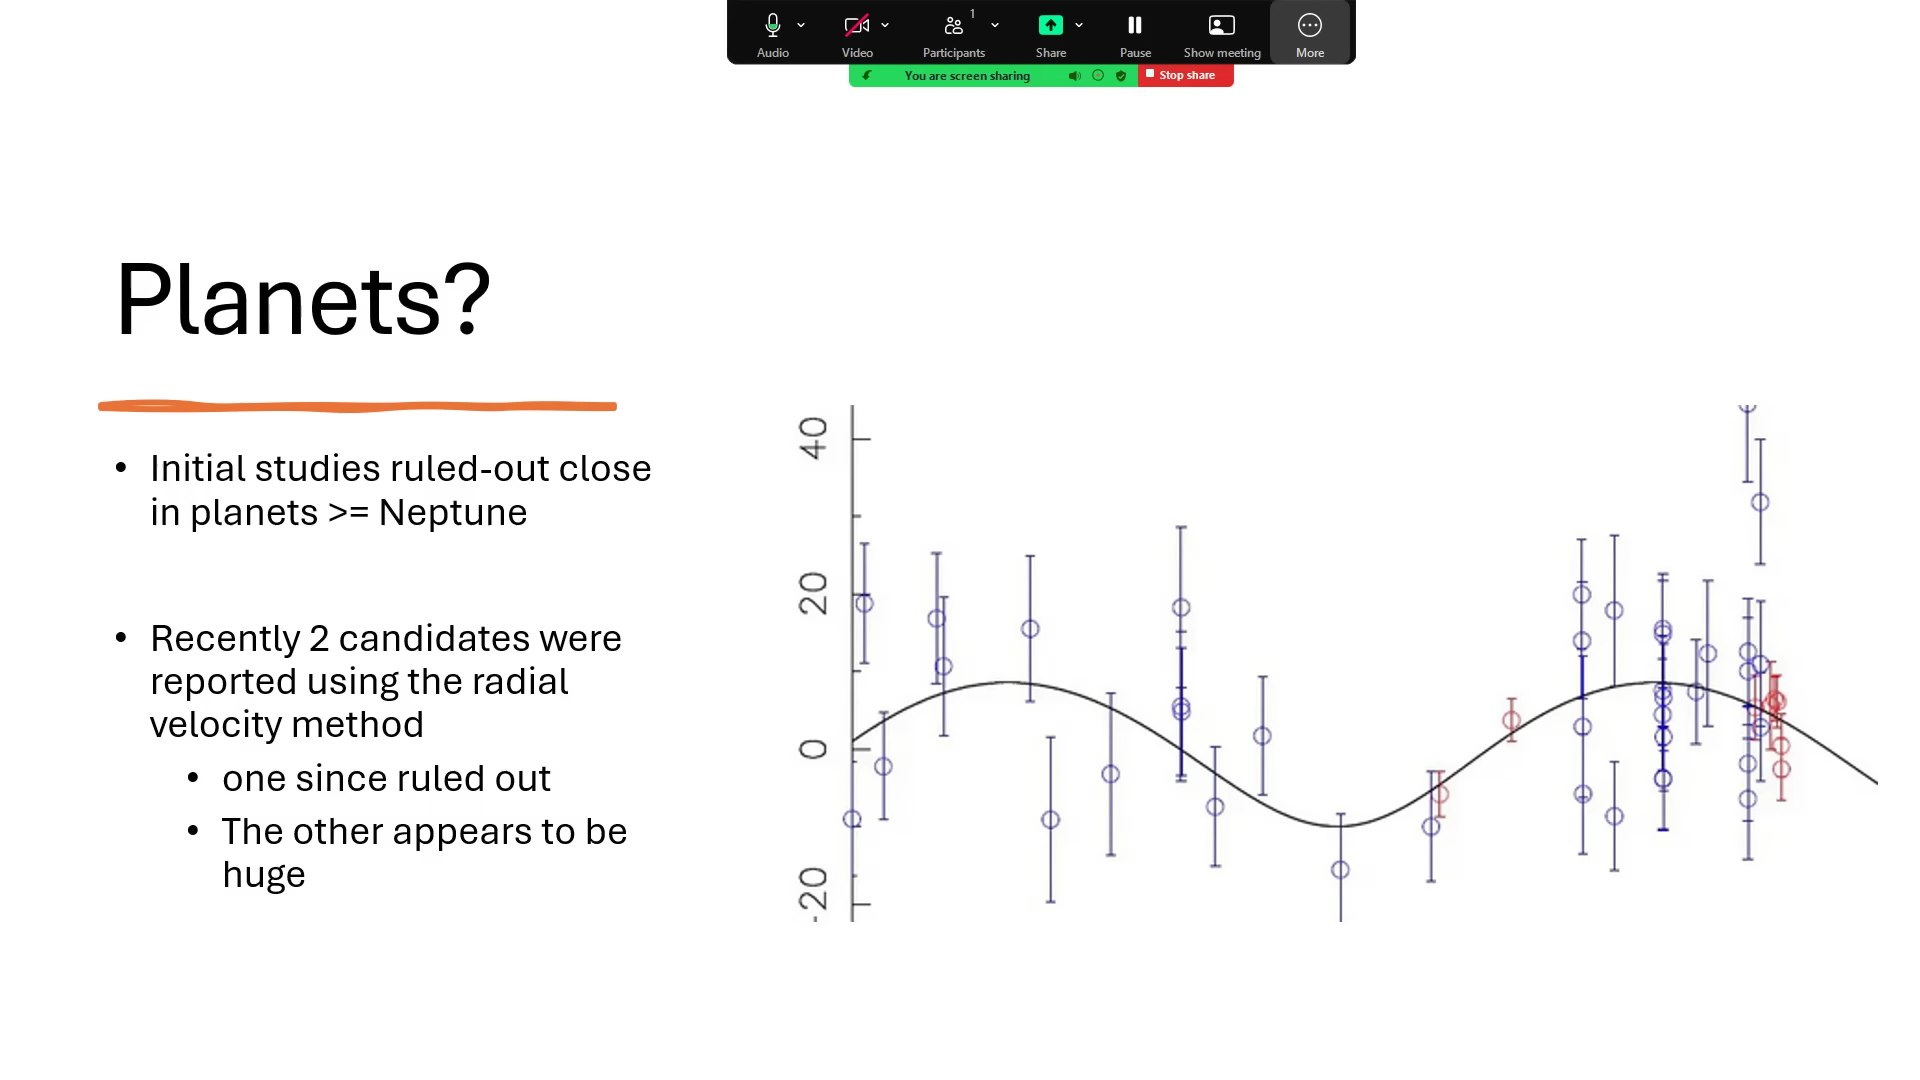 1
Audio
Video
Participants
Share
Pause
Show meeting
More
You are screen sharing
Stop share
Planets?
• Initial studies ruled-out close
in planets >= Neptune
• Recently 2 candidates were
reported using the radial
velocity method
• one since ruled out
• The other appears to be
huge
40
20
0
-20